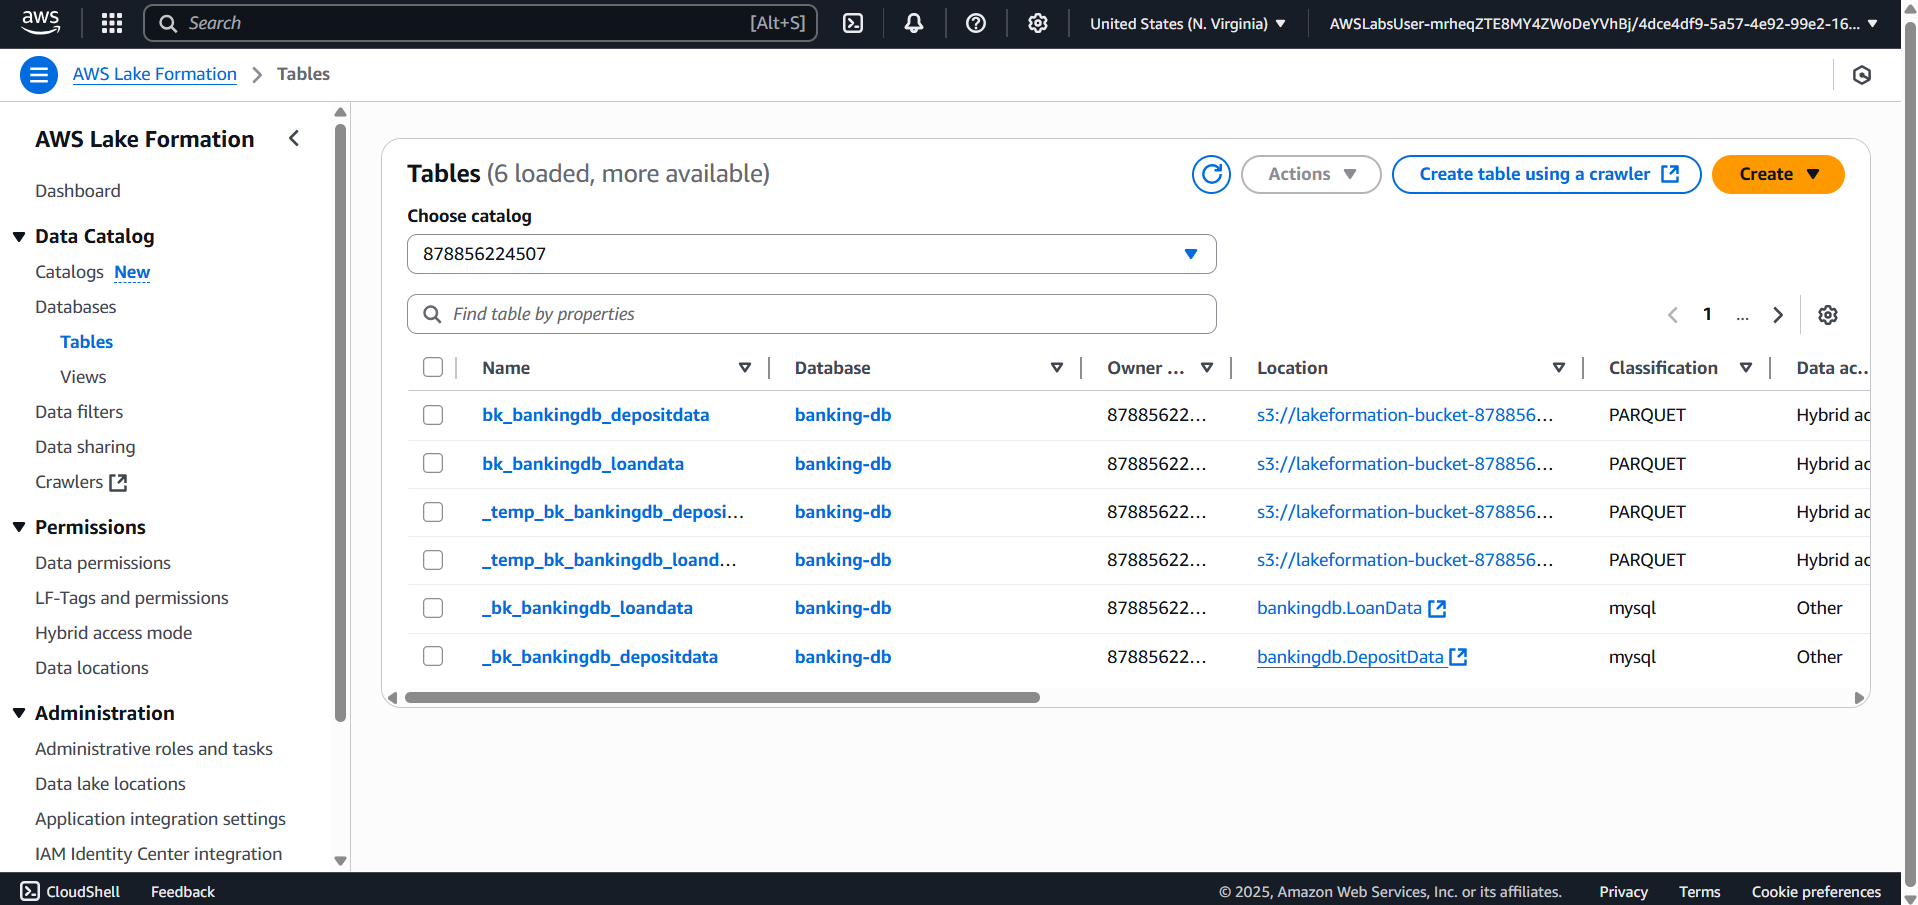 aws
Search [Alt+S]
United States (N. Virginia)
AWSLabsUser-mrheqZTE8MY4ZWoDeYVhBj/4dce4df9-5a57-4e92-99e2-16...
AWS Lake Formation > Tables
AWS Lake Formation
Dashboard
Data Catalog
Catalogs New
Databases
Tables
Views
Data filters
Data sharing
Crawlers
Permissions
Data permissions
LF-Tags and permissions
Hybrid access mode
Data locations
Administration
Administrative roles and tasks
Data lake locations
Application integration settings
IAM Identity Center integration
Tables (6 loaded, more available)
Actions
Create table using a crawler
Create
Choose catalog
878856224507
Find table by properties
1 ...
Name Database Owner ... Location Classification Data ac...
bk_bankingdb_depositdata banking-db 87885622... s3://lakeformation-bucket-878856... PARQUET Hybrid ac
bk_bankingdb_loandata banking-db 87885622... s3://lakeformation-bucket-878856... PARQUET Hybrid ac
_temp_bk_bankingdb_deposi... banking-db 87885622... s3://lakeformation-bucket-878856... PARQUET Hybrid ac
_temp_bk_bankingdb_loand... banking-db 87885622... s3://lakeformation-bucket-878856... PARQUET Hybrid ac
_bk_bankingdb_loandata banking-db 87885622... bankingdb.LoanData mysql Other
_bk_bankingdb_depositdata banking-db 87885622... bankingdb.DepositData mysql Other
CloudShell Feedback
© 2025, Amazon Web Services, Inc. or its affiliates. Privacy Terms Cookie preferences